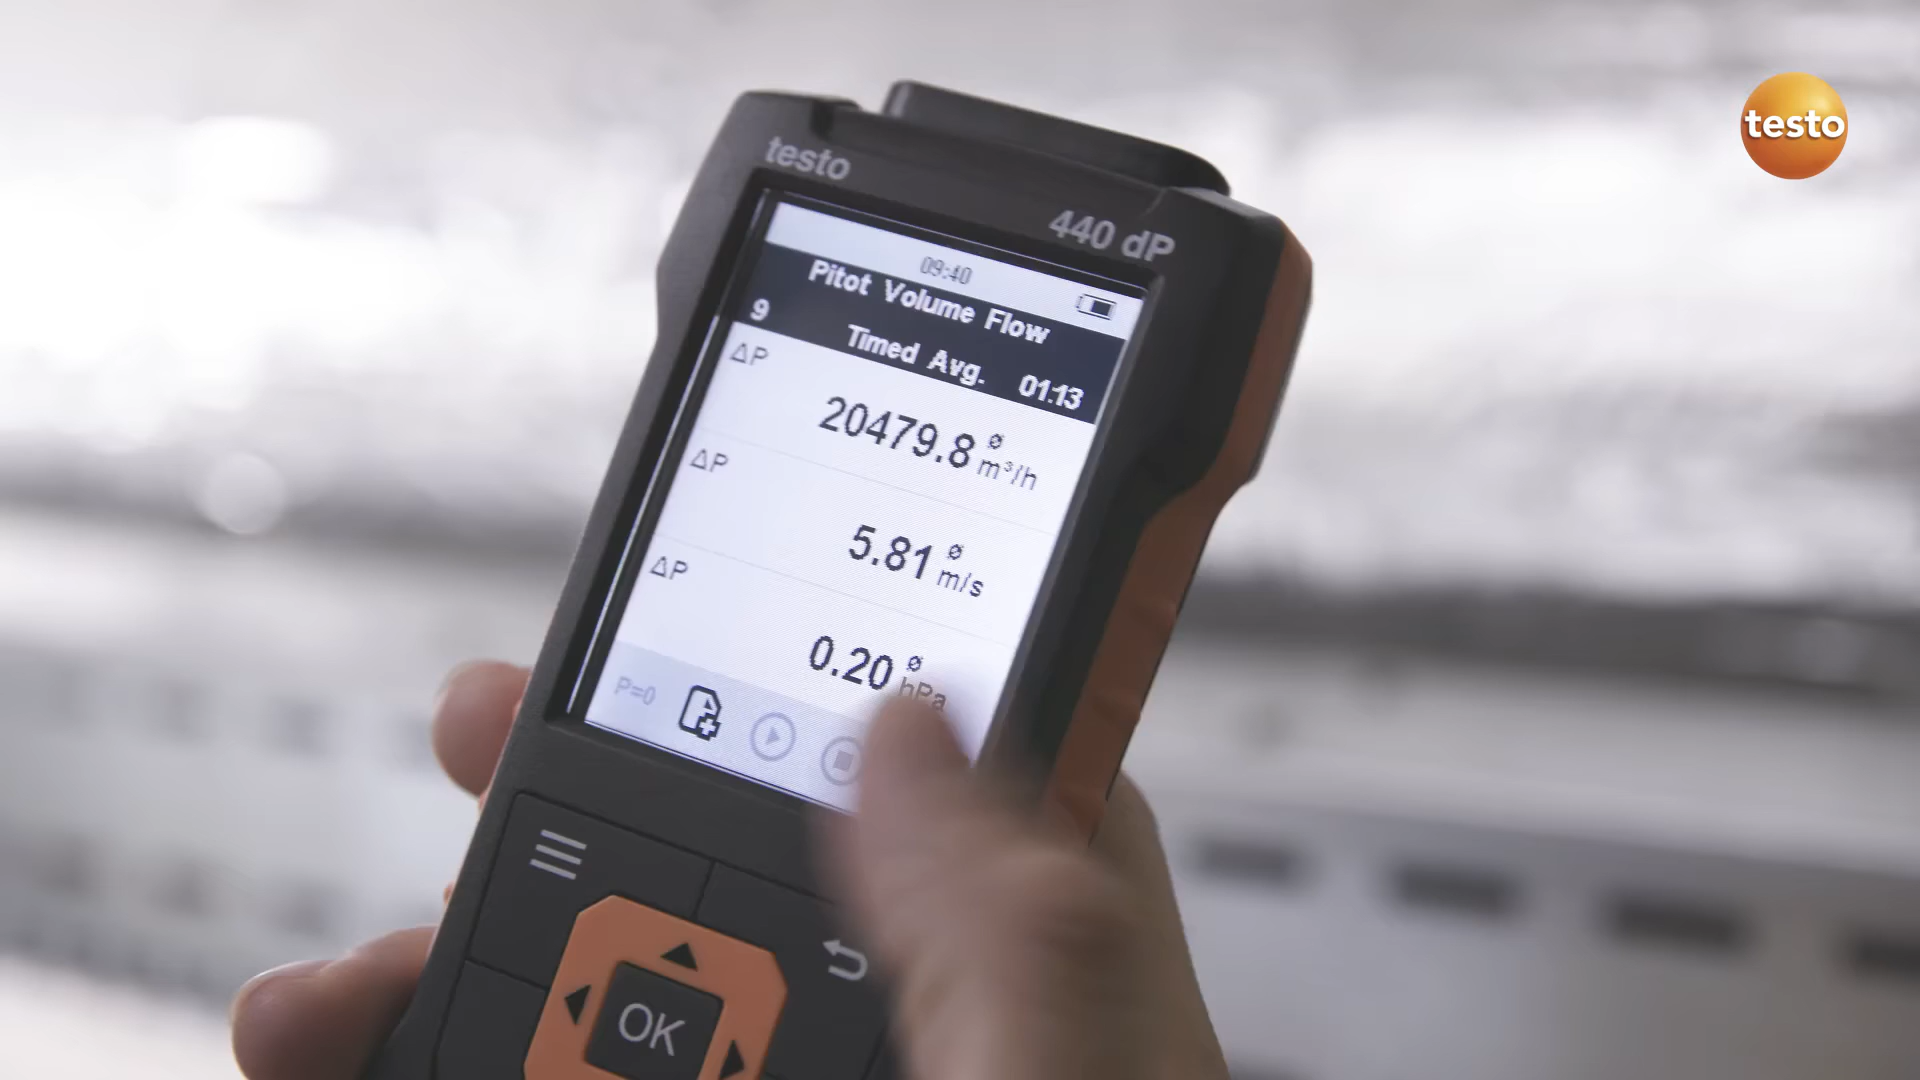 testo
testo
440 dP
09:40
Pitot Volume Flow
9 Timed Avg. 01:13
ΔP
20479.8 ø m³/h
ΔP
5.81 ø m/s
ΔP
0.20 ø hPa
P=0
OK